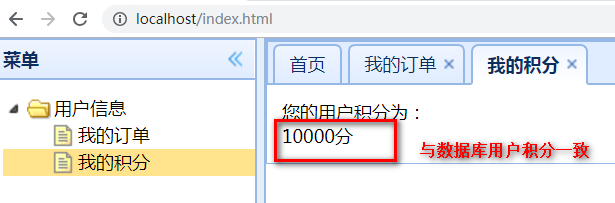 localhost/index.html
菜单
首页
我的订单
我的积分
用户信息
我的订单
我的积分
您的用户积分为：
10000分
与数据库用户积分一致